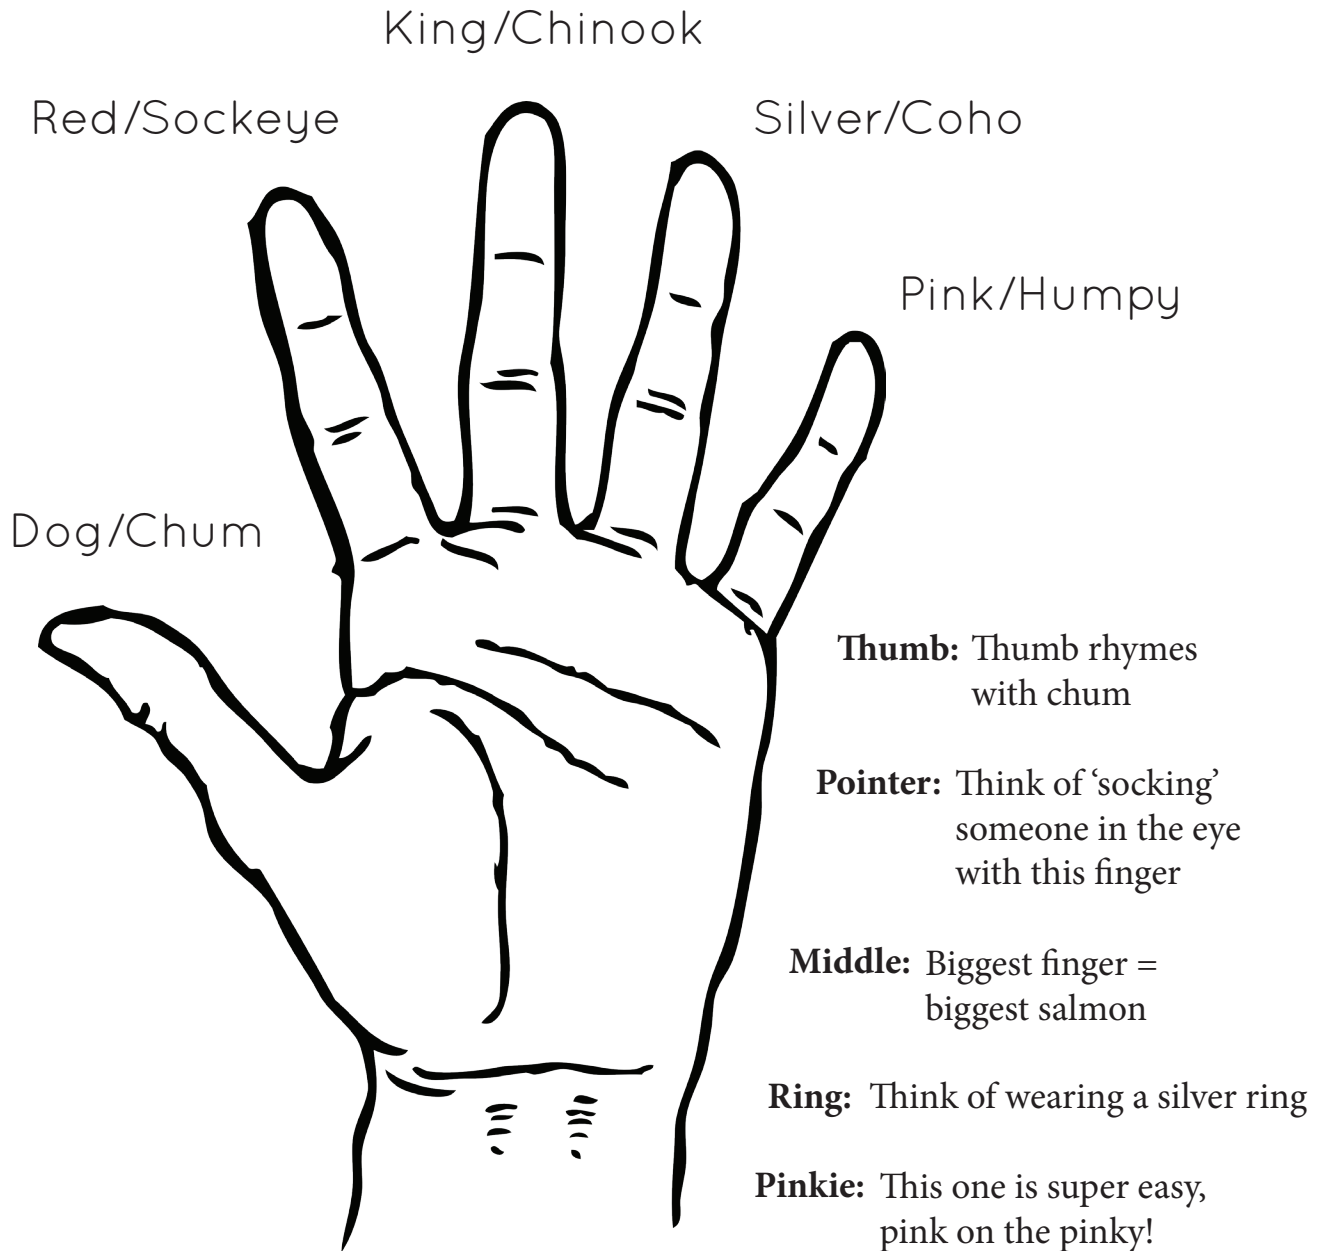 King/Chinook
Red/Sockeye
Silver/Coho
Pink/Humpy
Dog/Chum
Thumb: Thumb rhymes
with chum
Pointer: Think of ‘socking’
someone in the eye
with this finger
Middle: Biggest finger =
biggest salmon
Ring: Think of wearing a silver ring
Pinkie: This one is super easy,
pink on the pinky!